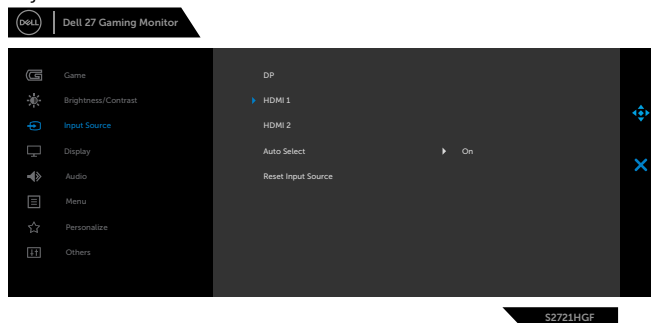 DELL
Dell 27 Gaming Monitor
Game
DP
Brightness/Contrast
HDMI 1
Input Source
HDMI 2
Display
Auto Select
On
Audio
Reset Input Source
Menu
Personalize
Others
S2721HGF